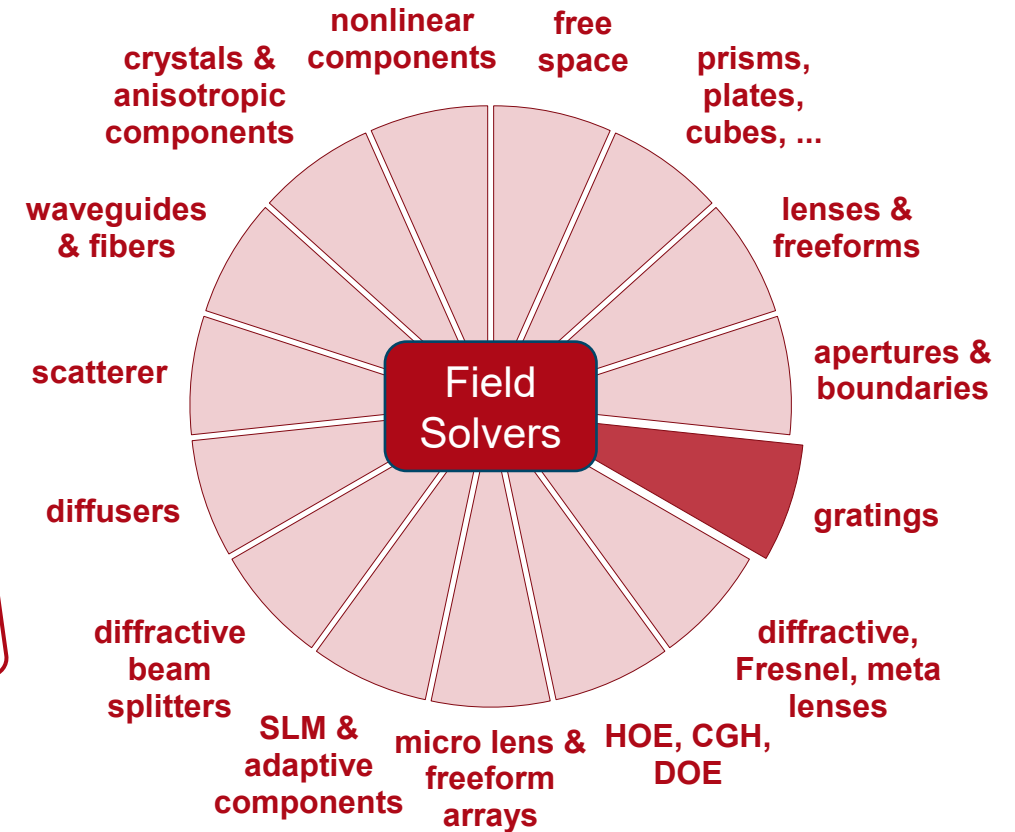 nonlinear
components
free
space
prisms,
plates,
cubes, ...
lenses &
freeforms
apertures &
boundaries
gratings
diffractive,
Fresnel, meta
lenses
HOE, CGH,
DOE
micro lens &
freeform
arrays
SLM &
adaptive
components
diffractive
beam
splitters
diffusers
scatterer
waveguides
& fibers
crystals &
anisotropic
components
Field
Solvers